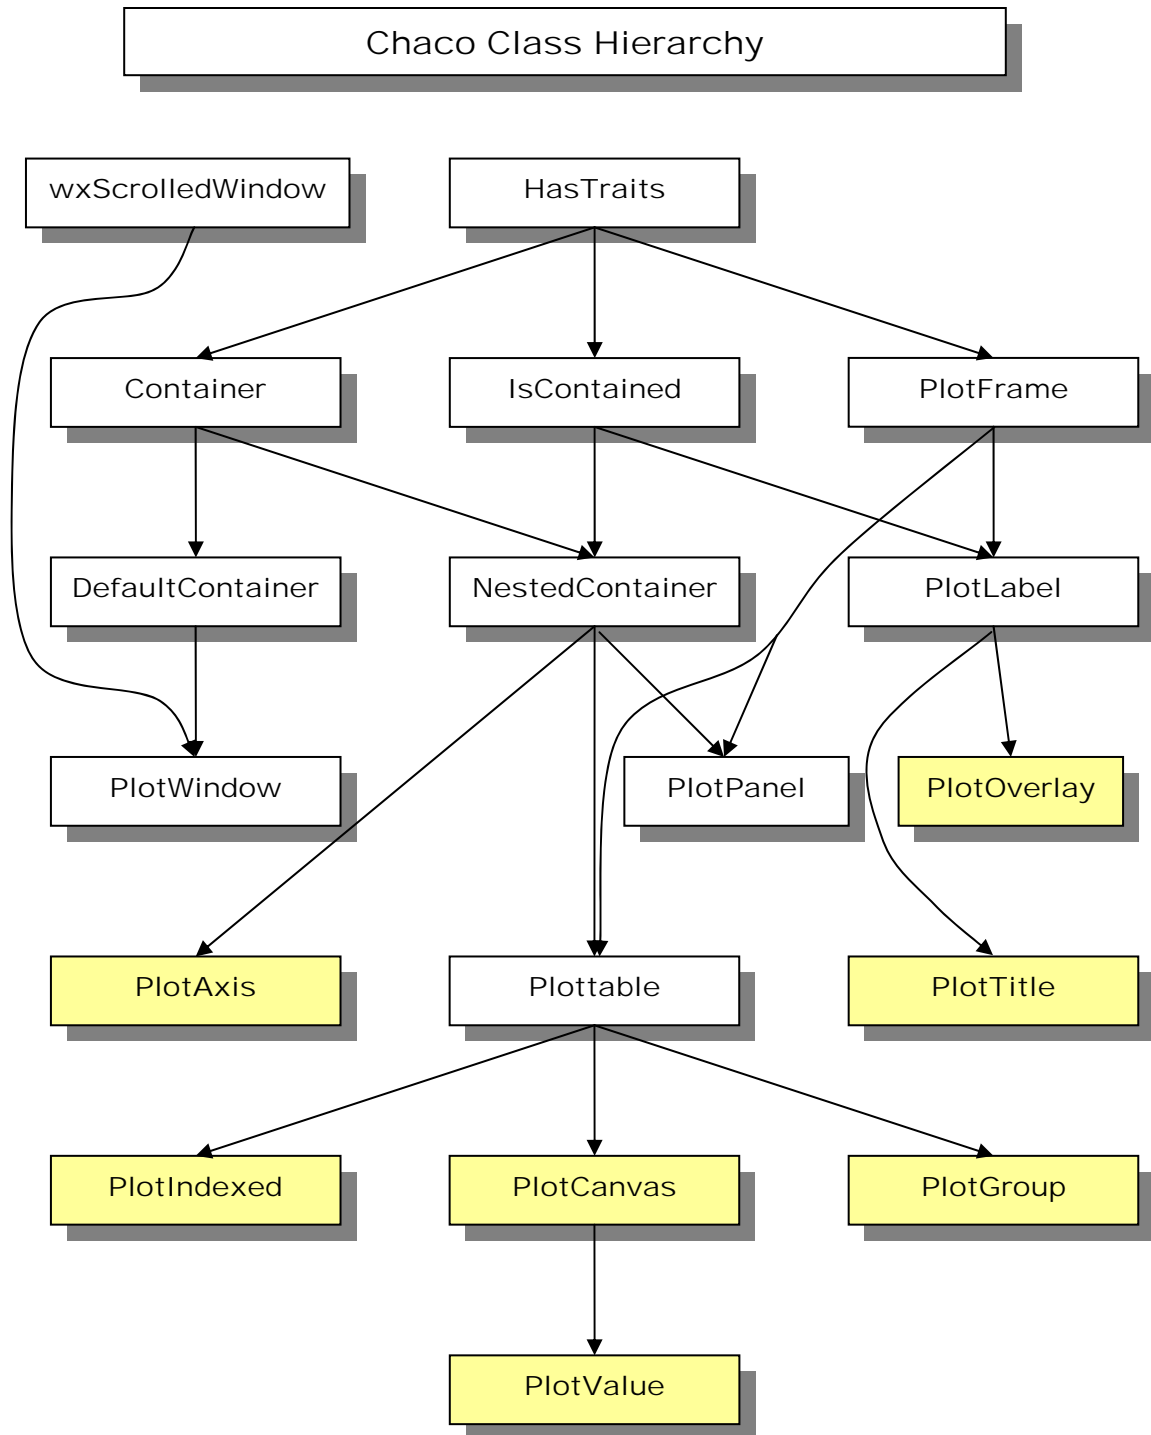 Chaco Class Hierarchy
wxScrolledWindow
HasTraits
Container
IsContained
PlotFrame
DefaultContainer
NestedContainer
PlotLabel
PlotWindow
PlotPanel
PlotOverlay
PlotAxis
Plottable
PlotTitle
PlotIndexed
PlotCanvas
PlotGroup
PlotValue